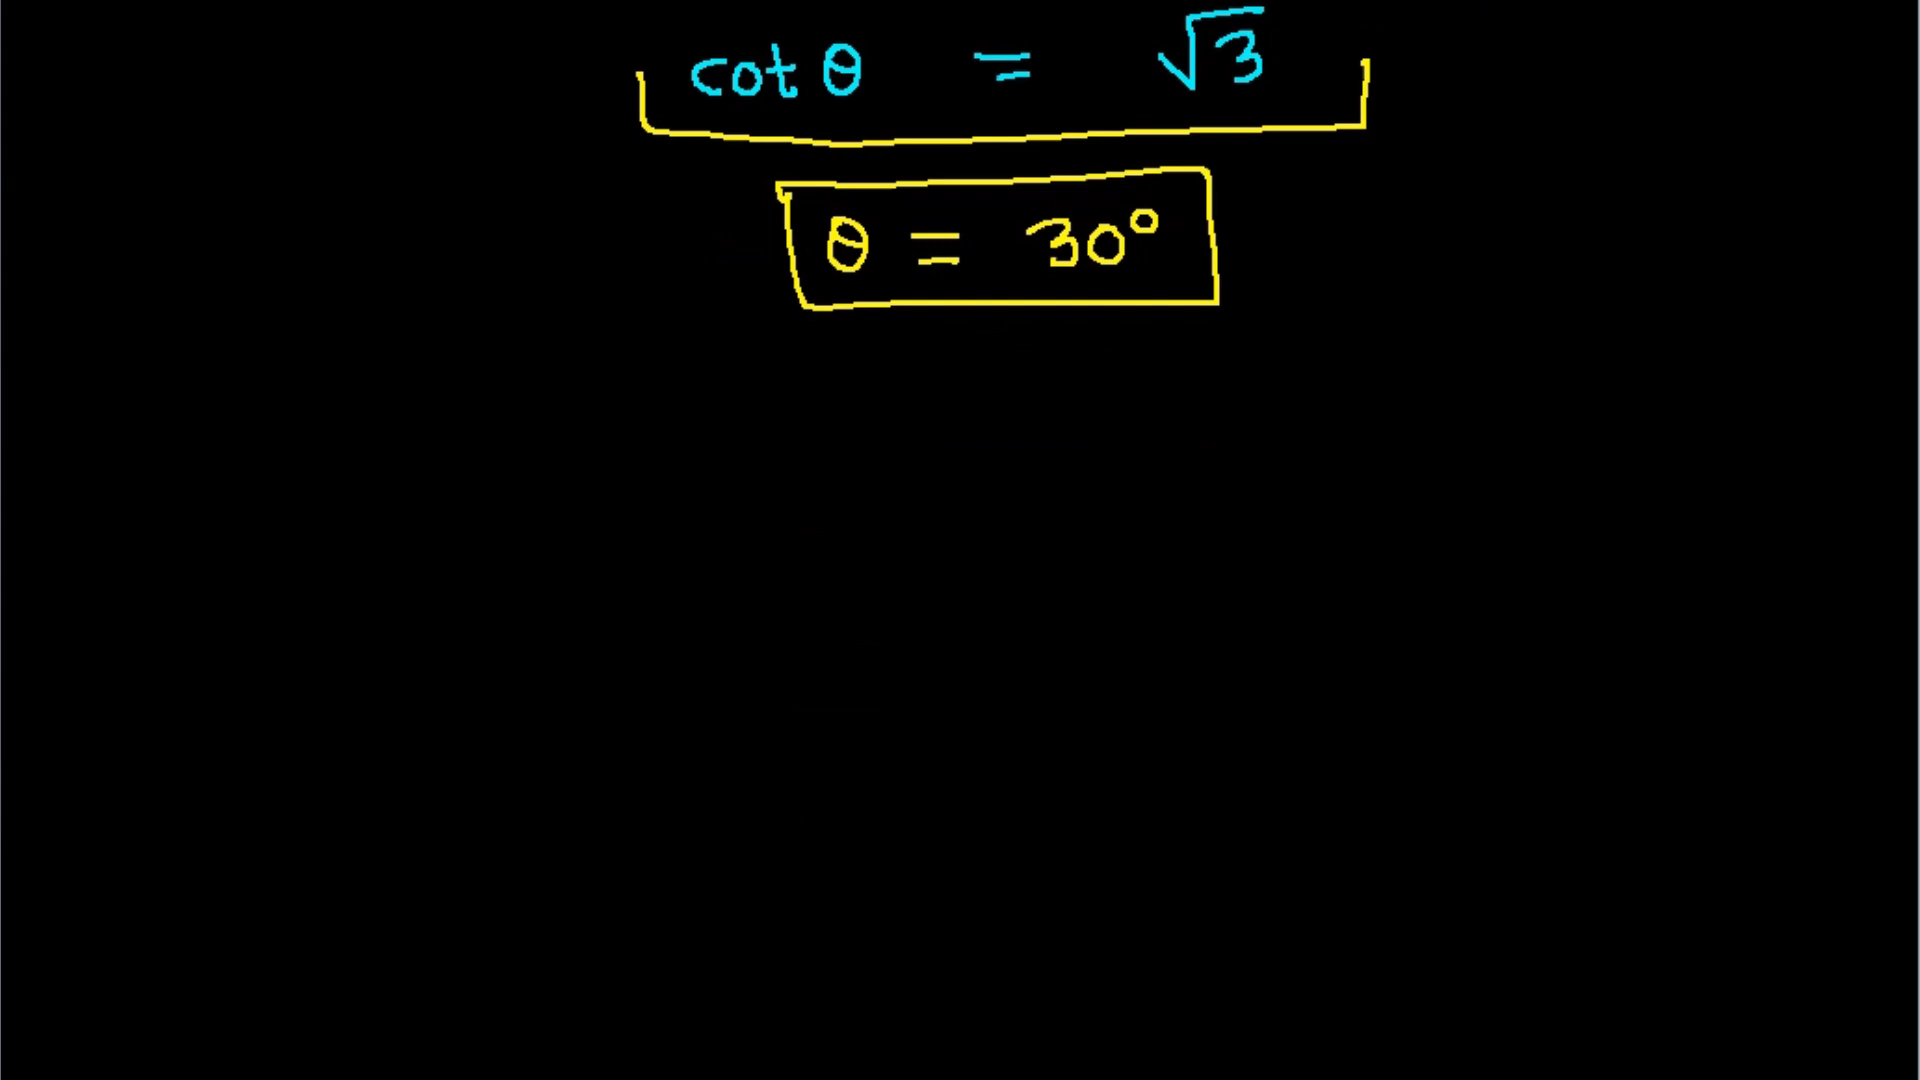 cot θ = √3
θ = 30°